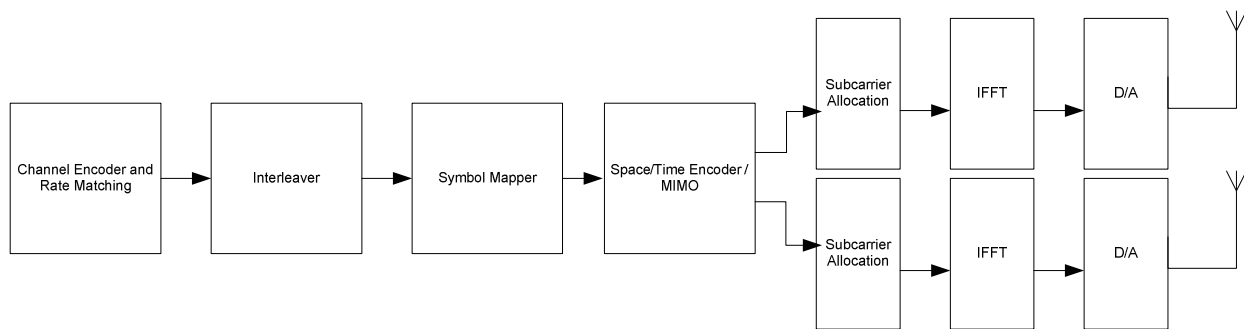 Channel Encoder and
Rate Matching
Interleaver
Symbol Mapper
Space/Time Encoder /
MIMO
Subcarrier
Allocation
IFFT
D/A
Subcarrier
Allocation
IFFT
D/A